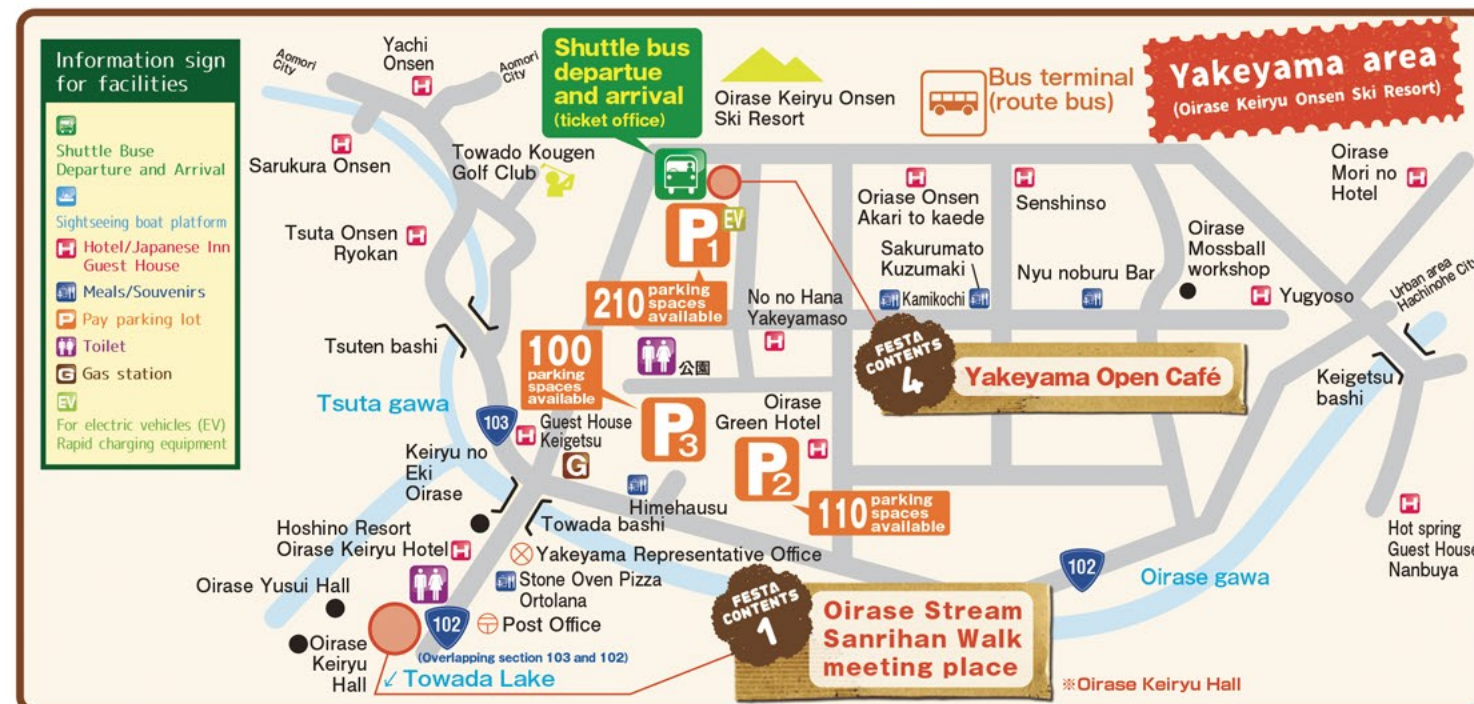 Information sign
for facilities
Shuttle Buse
Departure and Arrival
Sightseeing boat platform
H
Hotel/Japanese Inn
Guest House
Meals/Souvenirs
P
Pay parking lot
Toilet
G
Gas station
EV
For electric vehicles (EV)
Rapid charging equipment
Aomori
City
Yachi
Onsen
H
Aomori
City
H
Sarukura Onsen
Towado Kougen
Golf Club
Tsuta Onsen
Ryokan
H
Shuttle bus
departue
and arrival
(ticket office)
Oirase Keiryu Onsen
Ski Resort
Bus terminal
(route bus)
Yakeyama area
(Oirase Keiryu Onsen Ski Resort)
P1
EV
210
parking
spaces
available
H
Oriase Onsen
Akari to kaede
H
Senshinso
Oirase
Mori no
Hotel
H
Sakurumato
Kuzumaki
Kamikochi
Nyu noburu Bar
Oirase
Mossball
workshop
H
Yugyoso
Urban area
Hachinohe City
No no Hana
Yakeyamaso
H
公園
Tsuten bashi
100
parking
spaces
available
FESTA
CONTENTS
4
Yakeyama Open Café
Keigetsu
bashi
Tsuta gawa
103
H
Guest House
Keigetsu
G
P3
Oirase
Green Hotel
H
P2
110
parking
spaces
available
Keiryu no
Eki
Oirase
Himehausu
Towada bashi
Hoshino Resort
Oirase Keiryu Hotel
H
Yakeyama Representative Office
Stone Oven Pizza
Ortolana
Oirase Yusui Hall
102
Post Office
Oirase
Keiryu
Hall
(Overlapping section 103 and 102)
↙Towada Lake
FESTA
CONTENTS
1
Oirase Stream
Sanrihan Walk
meeting place
※Oirase Keiryu Hall
102
Oirase gawa
H
Hot spring
Guest House
Nanbuya